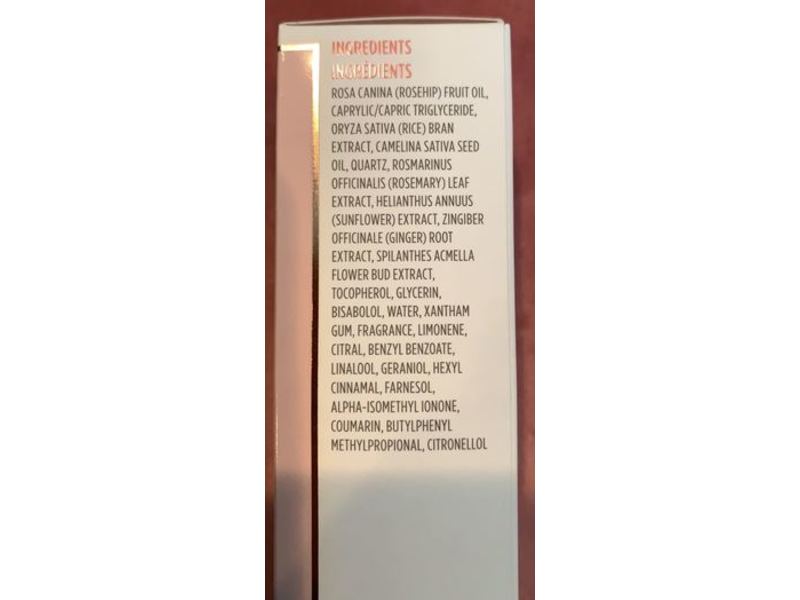 INGREDIENTS
INGRÉDIENTS
ROSA CANINA (ROSEHIP) FRUIT OIL,
CAPRYLIC/CAPRIC TRIGLYCERIDE,
ORYZA SATIVA (RICE) BRAN
EXTRACT, CAMELINA SATIVA SEED
OIL, QUARTZ, ROSMARINUS
OFFICINALIS (ROSEMARY) LEAF
EXTRACT, HELIANTHUS ANNUUS
(SUNFLOWER) EXTRACT, ZINGIBER
OFFICINALE (GINGER) ROOT
EXTRACT, SPILANTHES ACMELLA
FLOWER BUD EXTRACT,
TOCOPHEROL, GLYCERIN,
BISABOLOL, WATER, XANTHAM
GUM, FRAGRANCE, LIMONENE,
CITRAL, BENZYL BENZOATE,
LINALOOL, GERANIOL, HEXYL
CINNAMAL, FARNESOL,
ALPHA-ISOMETHYL IONONE,
COUMARIN, BUTYLPHENYL
METHYLPROPIONAL, CITRONELLOL